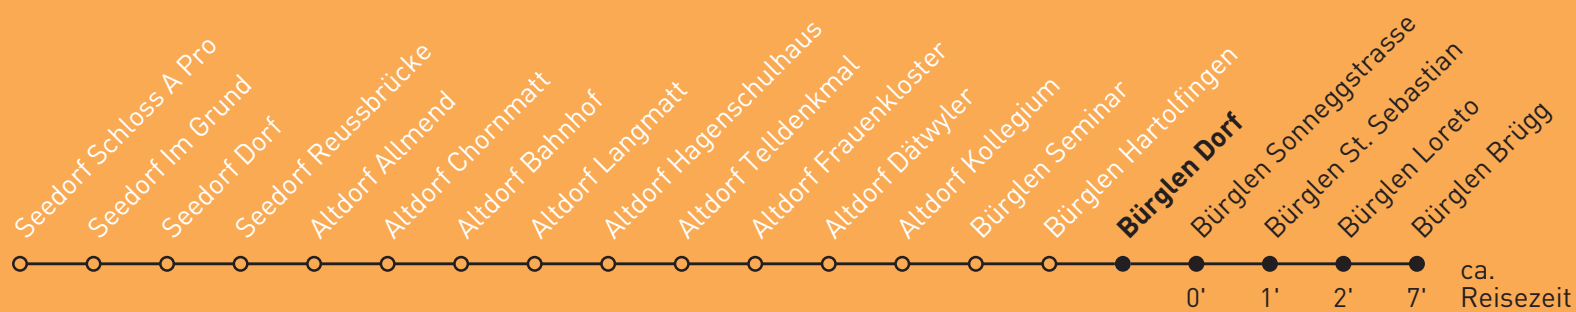 Seedorf Schloss A Pro
Seedorf Im Grund
Seedorf Dorf
Seedorf Reussbrücke
Altdorf Allmend
Altdorf Chornmatt
Altdorf Bahnhof
Altdorf Langmatt
Altdorf Hagenschulhaus
Altdorf Telldenkmal
Altdorf Frauenkloster
Altdorf Dätwyler
Altdorf Kollegium
Bürglen Seminar
Bürglen Hartolfingen
Bürglen Dorf
Bürglen Sonneggstrasse
Bürglen St. Sebastian
Bürglen Loreto
Bürglen Brügg
0' 1' 2' 7'
ca.
Reisezeit